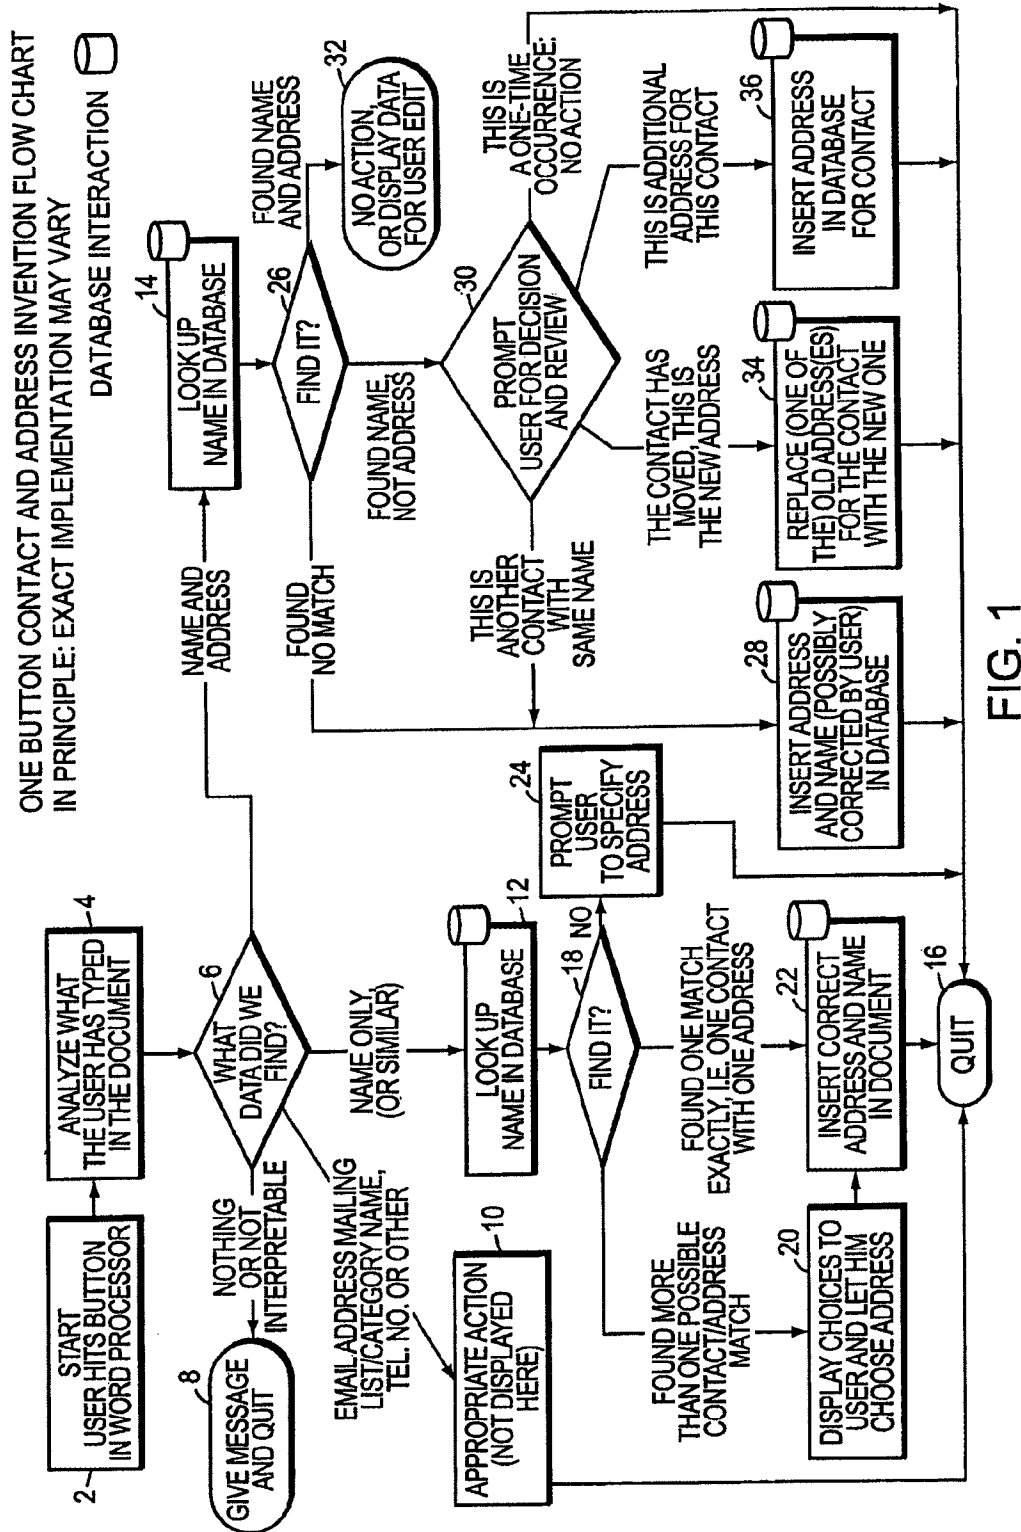 ONE BUTTON CONTACT AND ADDRESS INVENTION FLOW CHART
IN PRINCIPLE: EXACT IMPLEMENTATION MAY VARY
DATABASE INTERACTION
START
USER HITS BUTTON
IN WORD PROCESSOR
2
ANALYZE WHAT
THE USER HAS TYPED
IN THE DOCUMENT
4
WHAT
DATA DID WE
FIND?
6
NOTHING
OR NOT
INTERPRETABLE
GIVE MESSAGE
AND QUIT
8
EMAIL ADDRESS MAILING
LIST/CATEGORY NAME,
TEL. NO. OR OTHER
APPROPRIATE ACTION
(NOT DISPLAYED
HERE)
10
NAME ONLY,
(OR SIMILAR)
LOOK UP
NAME IN DATABASE
12
FIND IT?
18
NO
PROMPT
USER
TO SPECIFY
ADDRESS
24
FOUND MORE
THAN ONE POSSIBLE
CONTACT/ADDRESS
MATCH
FOUND ONE MATCH
EXACTLY, I.E. ONE CONTACT
WITH ONE ADDRESS
DISPLAY CHOICES TO
USER AND LET HIM
CHOOSE ADDRESS
20
INSERT CORRECT
ADDRESS AND NAME
IN DOCUMENT
22
QUIT
16
NAME AND
ADDRESS
LOOK UP
NAME IN DATABASE
14
FIND IT?
26
FOUND
NO MATCH
FOUND NAME,
NOT ADDRESS
FOUND NAME
AND ADDRESS
NO ACTION,
OR DISPLAY DATA
FOR USER EDIT
32
PROMPT
USER FOR DECISION
AND REVIEW
30
THIS IS
ANOTHER
CONTACT
WITH
SAME NAME
THE CONTACT HAS
MOVED, THIS IS
THE NEW ADDRESS
THIS IS ADDITIONAL
ADDRESS FOR
THIS CONTACT
THIS IS
A ONE-TIME
OCCURRENCE:
NO ACTION
INSERT ADDRESS
AND NAME (POSSIBLY
CORRECTED BY USER)
IN DATABASE
28
REPLACE (ONE OF
THE) OLD ADDRESS(ES)
FOR THE CONTACT
WITH THE NEW ONE
34
INSERT ADDRESS
IN DATABASE
FOR CONTACT
36
FIG. 1